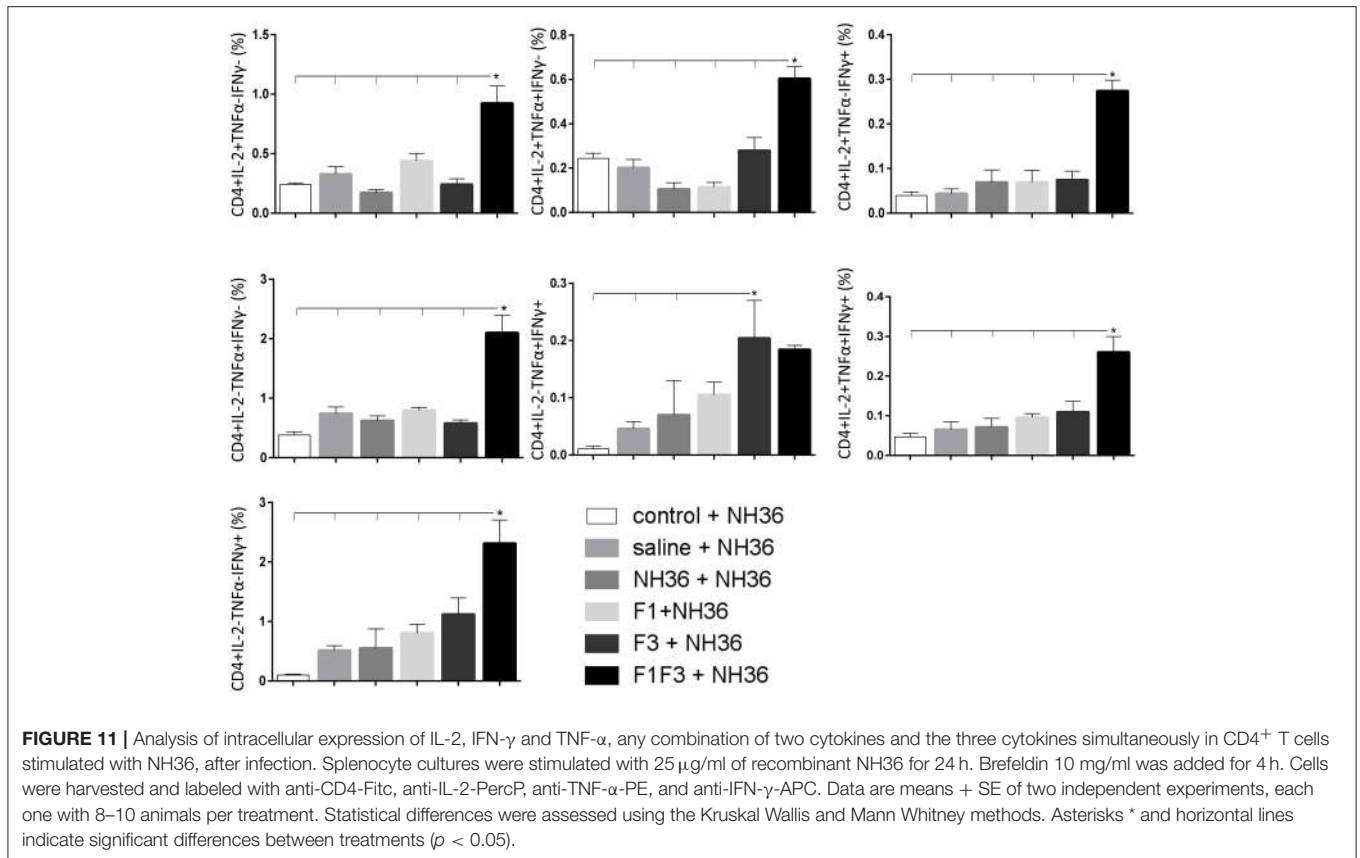 CD4+IL-2+TNFα-IFNγ- (%)
1.5
1.0
0.5
0.0
*
CD4+IL-2+TNFα+IFNγ- (%)
0.8
0.6
0.4
0.2
0.0
*
CD4+IL-2+TNFα-IFNγ+ (%)
0.4
0.3
0.2
0.1
0.0
*
CD4+IL-2-TNFα+IFNγ- (%)
3
2
1
0
*
CD4+IL-2-TNFα+IFNγ+
0.3
0.2
0.1
0.0
*
CD4+IL-2+TNFα+IFNγ+ (%)
0.4
0.3
0.2
0.1
0.0
*
CD4+IL-2-TNFα-IFNγ+ (%)
3
2
1
0
*
control + NH36
saline + NH36
NH36 + NH36
F1+NH36
F3 + NH36
F1F3 + NH36
FIGURE 11 | Analysis of intracellular expression of IL-2, IFN-γ and TNF-α, any combination of two cytokines and the three cytokines simultaneously in CD4⁺ T cells
stimulated with NH36, after infection. Splenocyte cultures were stimulated with 25 μg/ml of recombinant NH36 for 24 h. Brefeldin 10 mg/ml was added for 4 h. Cells
were harvested and labeled with anti-CD4-Fitc, anti-IL-2-PercP, anti-TNF-α-PE, and anti-IFN-γ-APC. Data are means + SE of two independent experiments, each
one with 8–10 animals per treatment. Statistical differences were assessed using the Kruskal Wallis and Mann Whitney methods. Asterisks * and horizontal lines
indicate significant differences between treatments (p < 0.05).